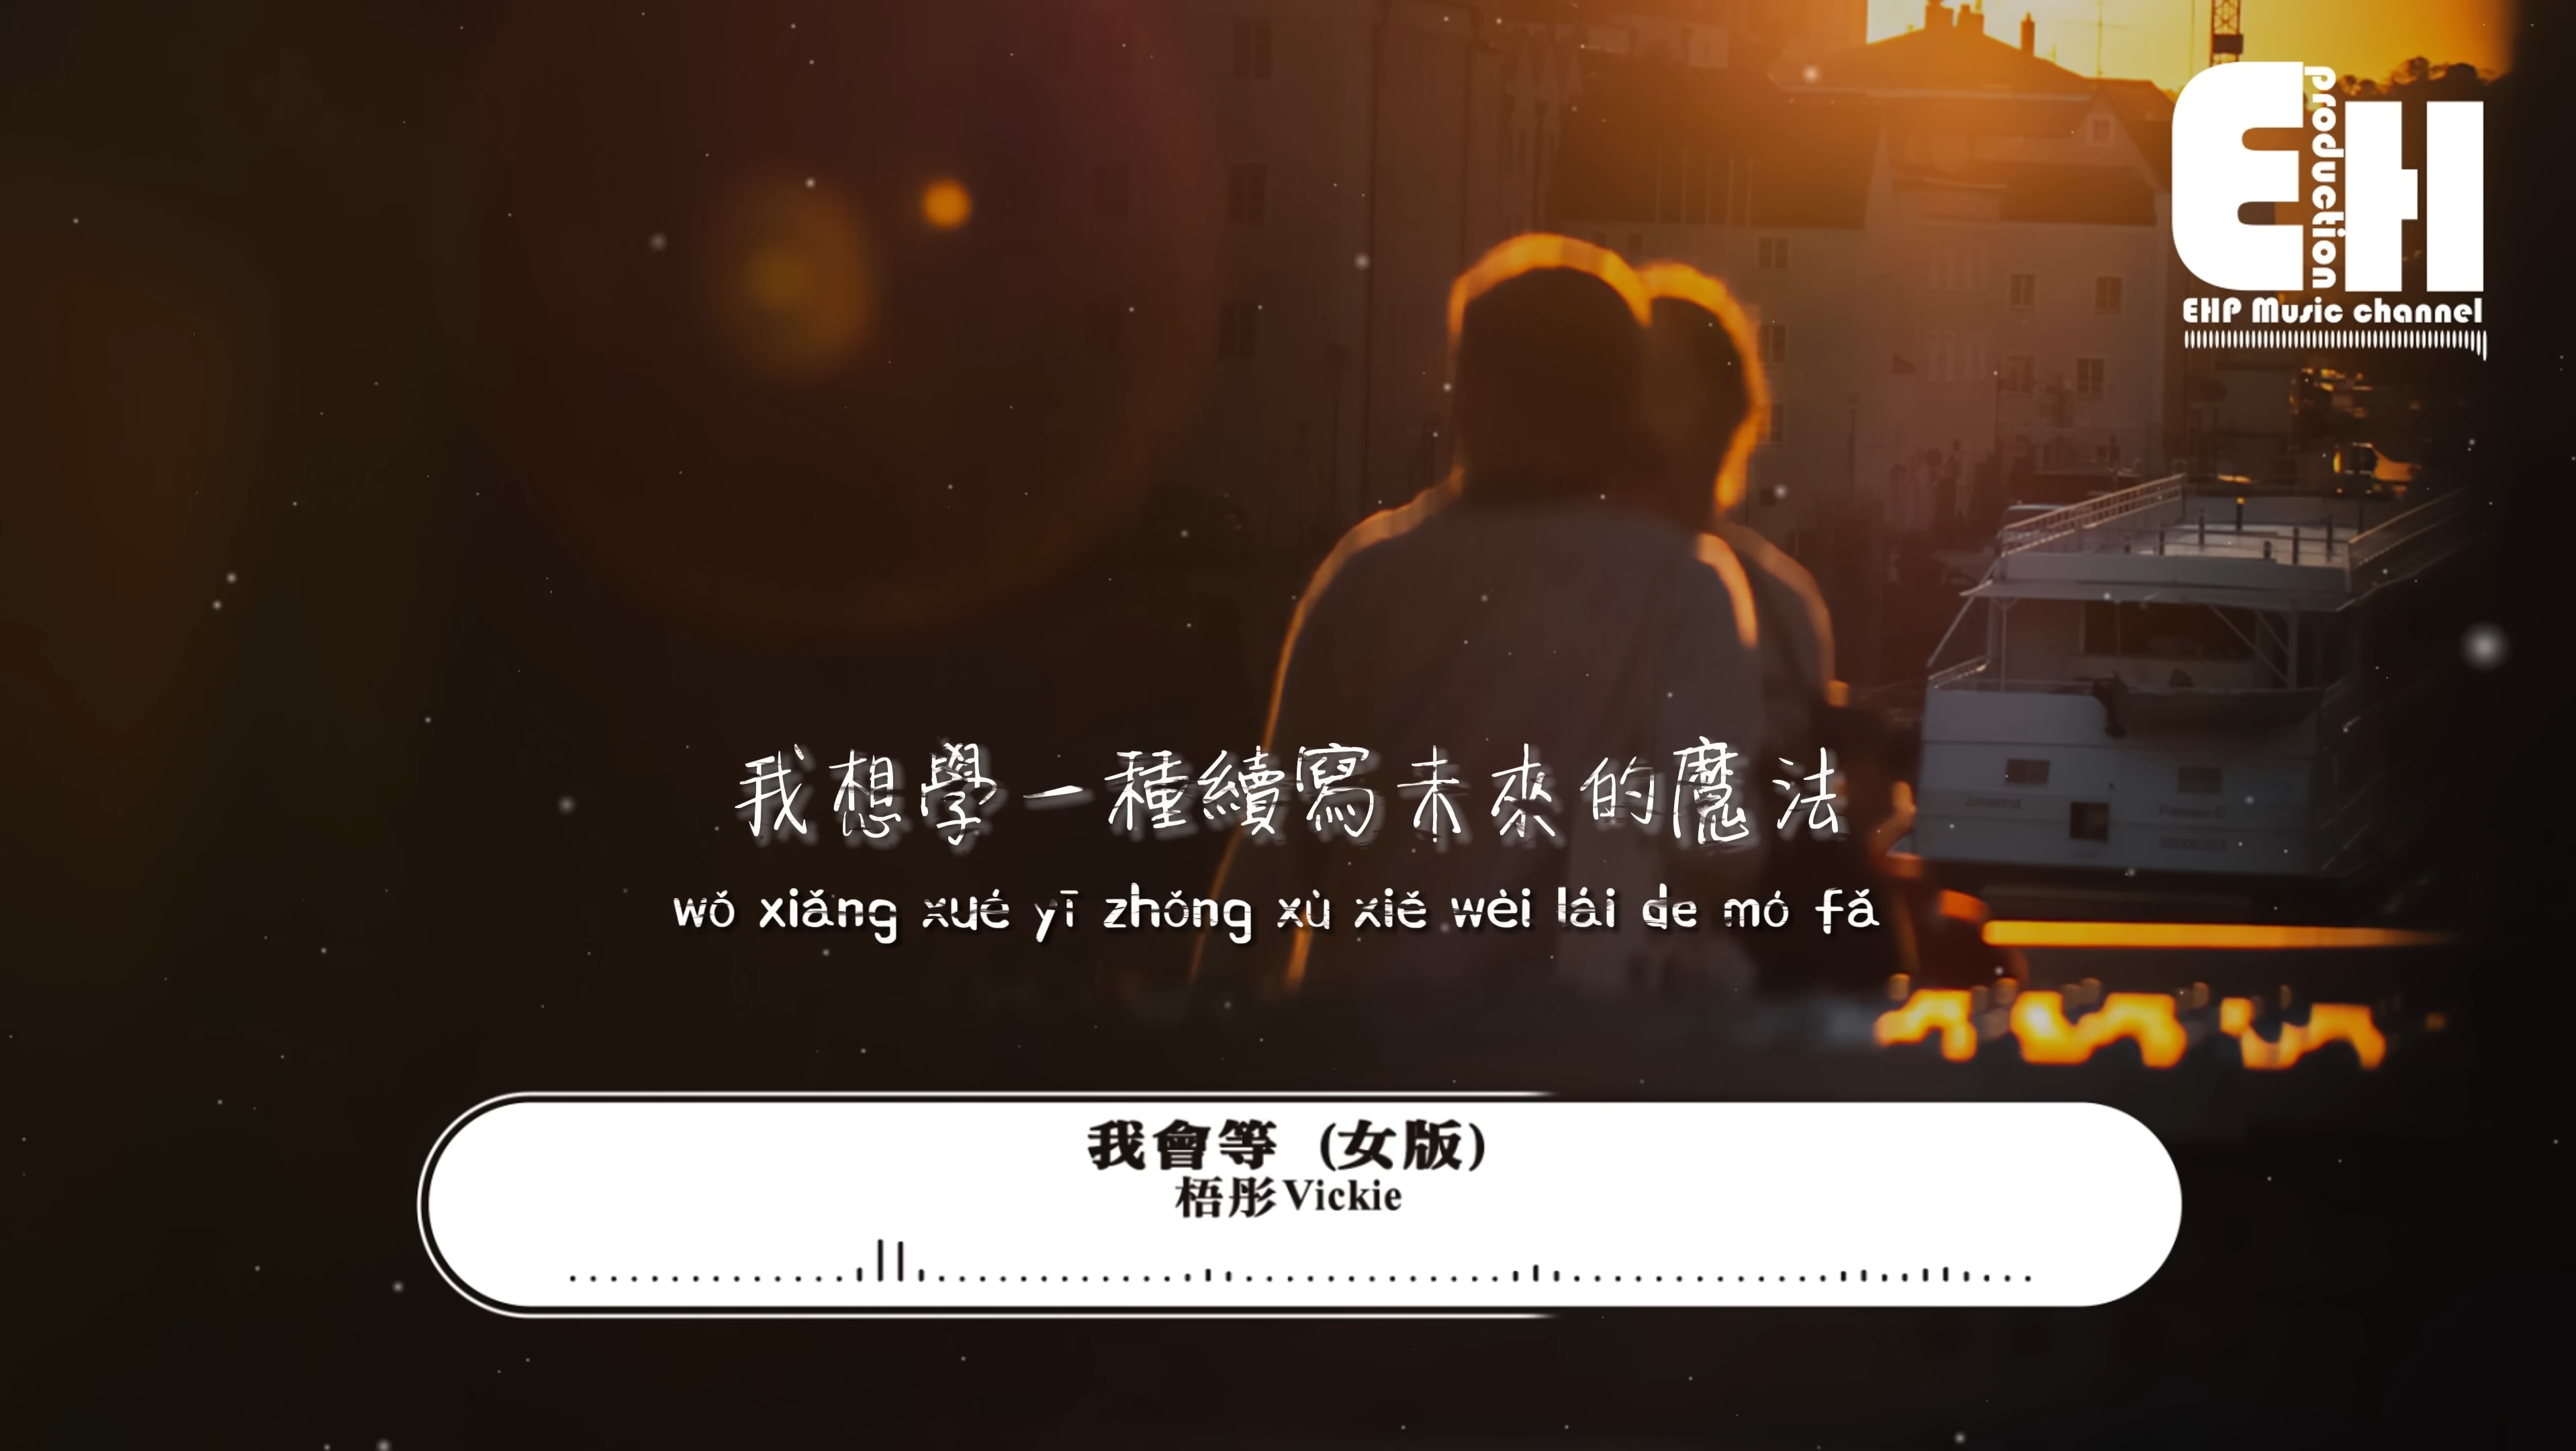 EH
production
EHP Music channel
我想學一種續寫未來的魔法
wǒ xiǎng xué yī zhǒng xù xiě wèi lái de mó fǎ
我會等 (女版)
梧彤Vickie